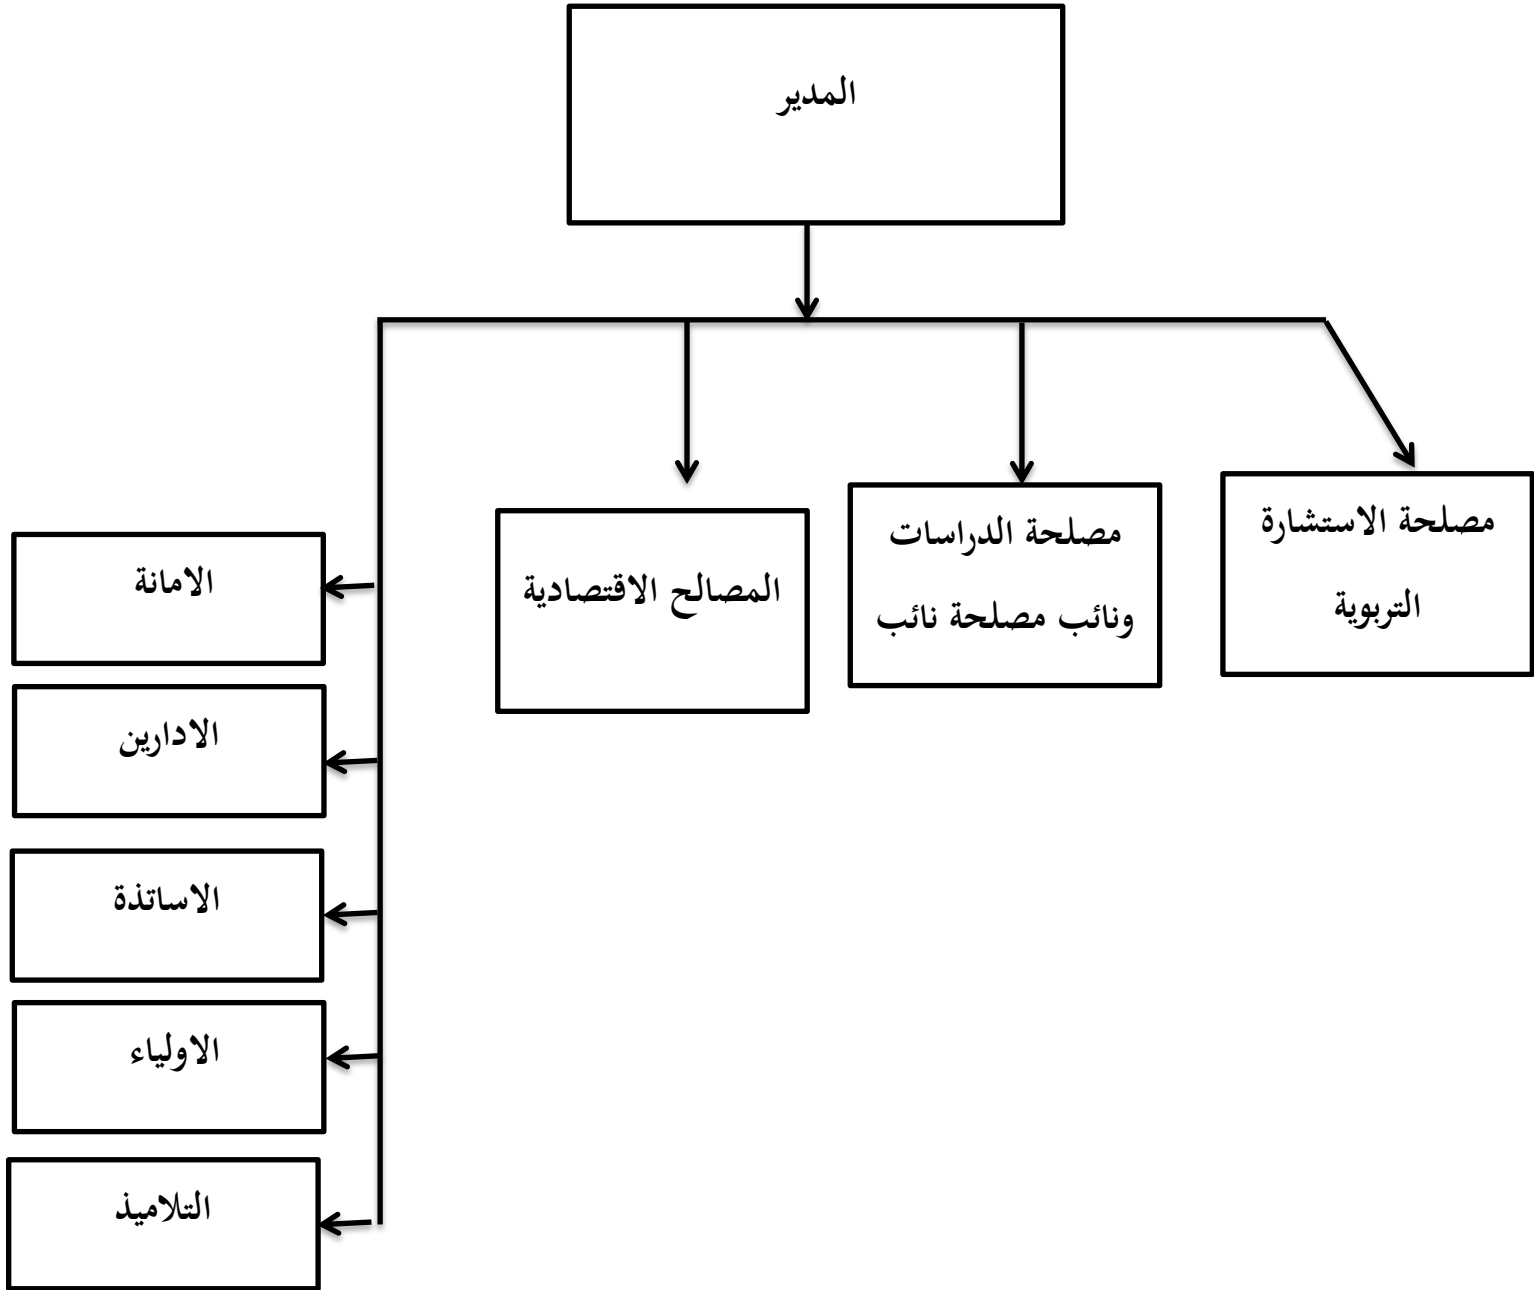 المدير
مصلحة الاستشارة
التربوية
مصلحة الدراسات
ونائب مصلحة نائب
المصالح الاقتصادية
الامانة
الادارين
الاساتذة
الاولياء
التلاميذ